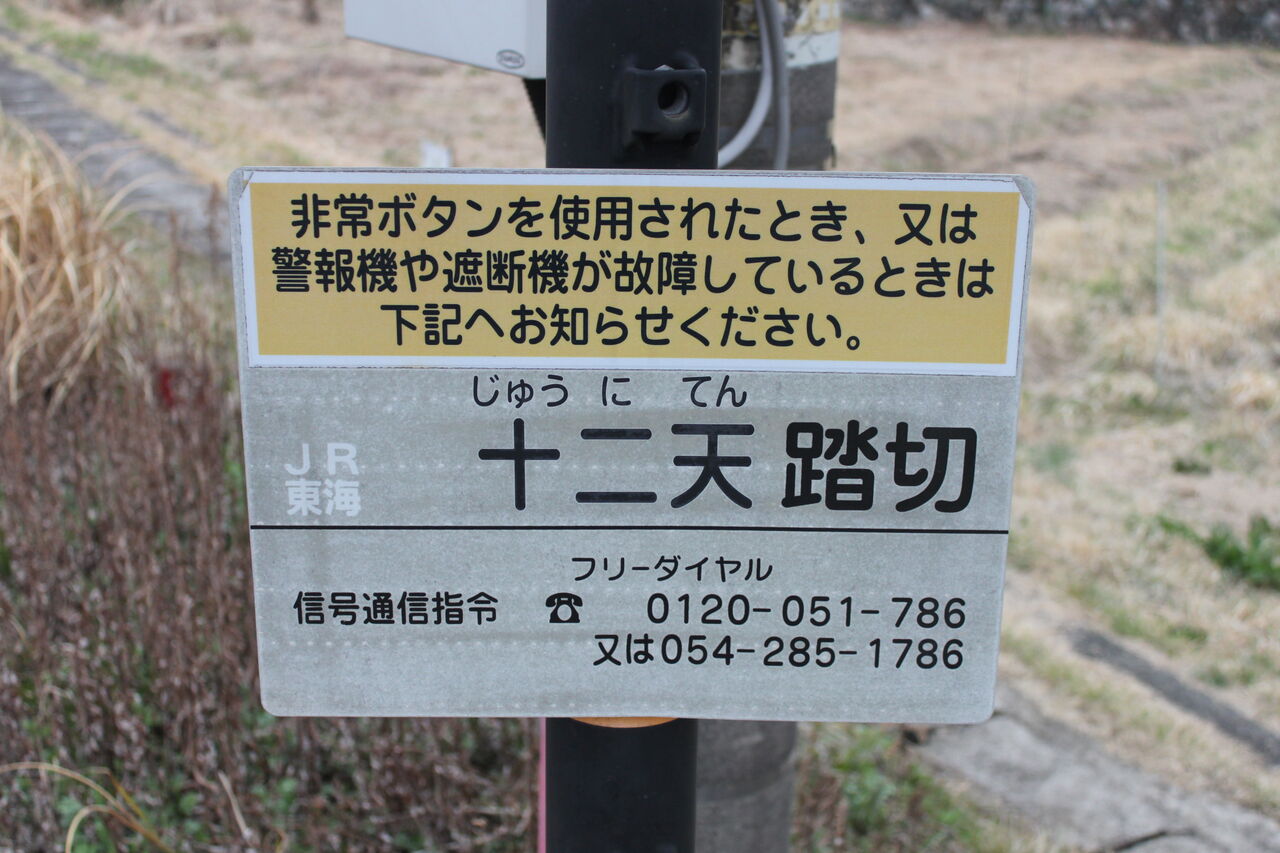 非常ボタンを使用されたとき、又は
警報機や遮断機が故障しているときは
下記へお知らせください。
じゅう に てん
十二天踏切
JR
東海
フリーダイヤル
信号通信指令 ☎ 0120-051-786
又は054-285-1786